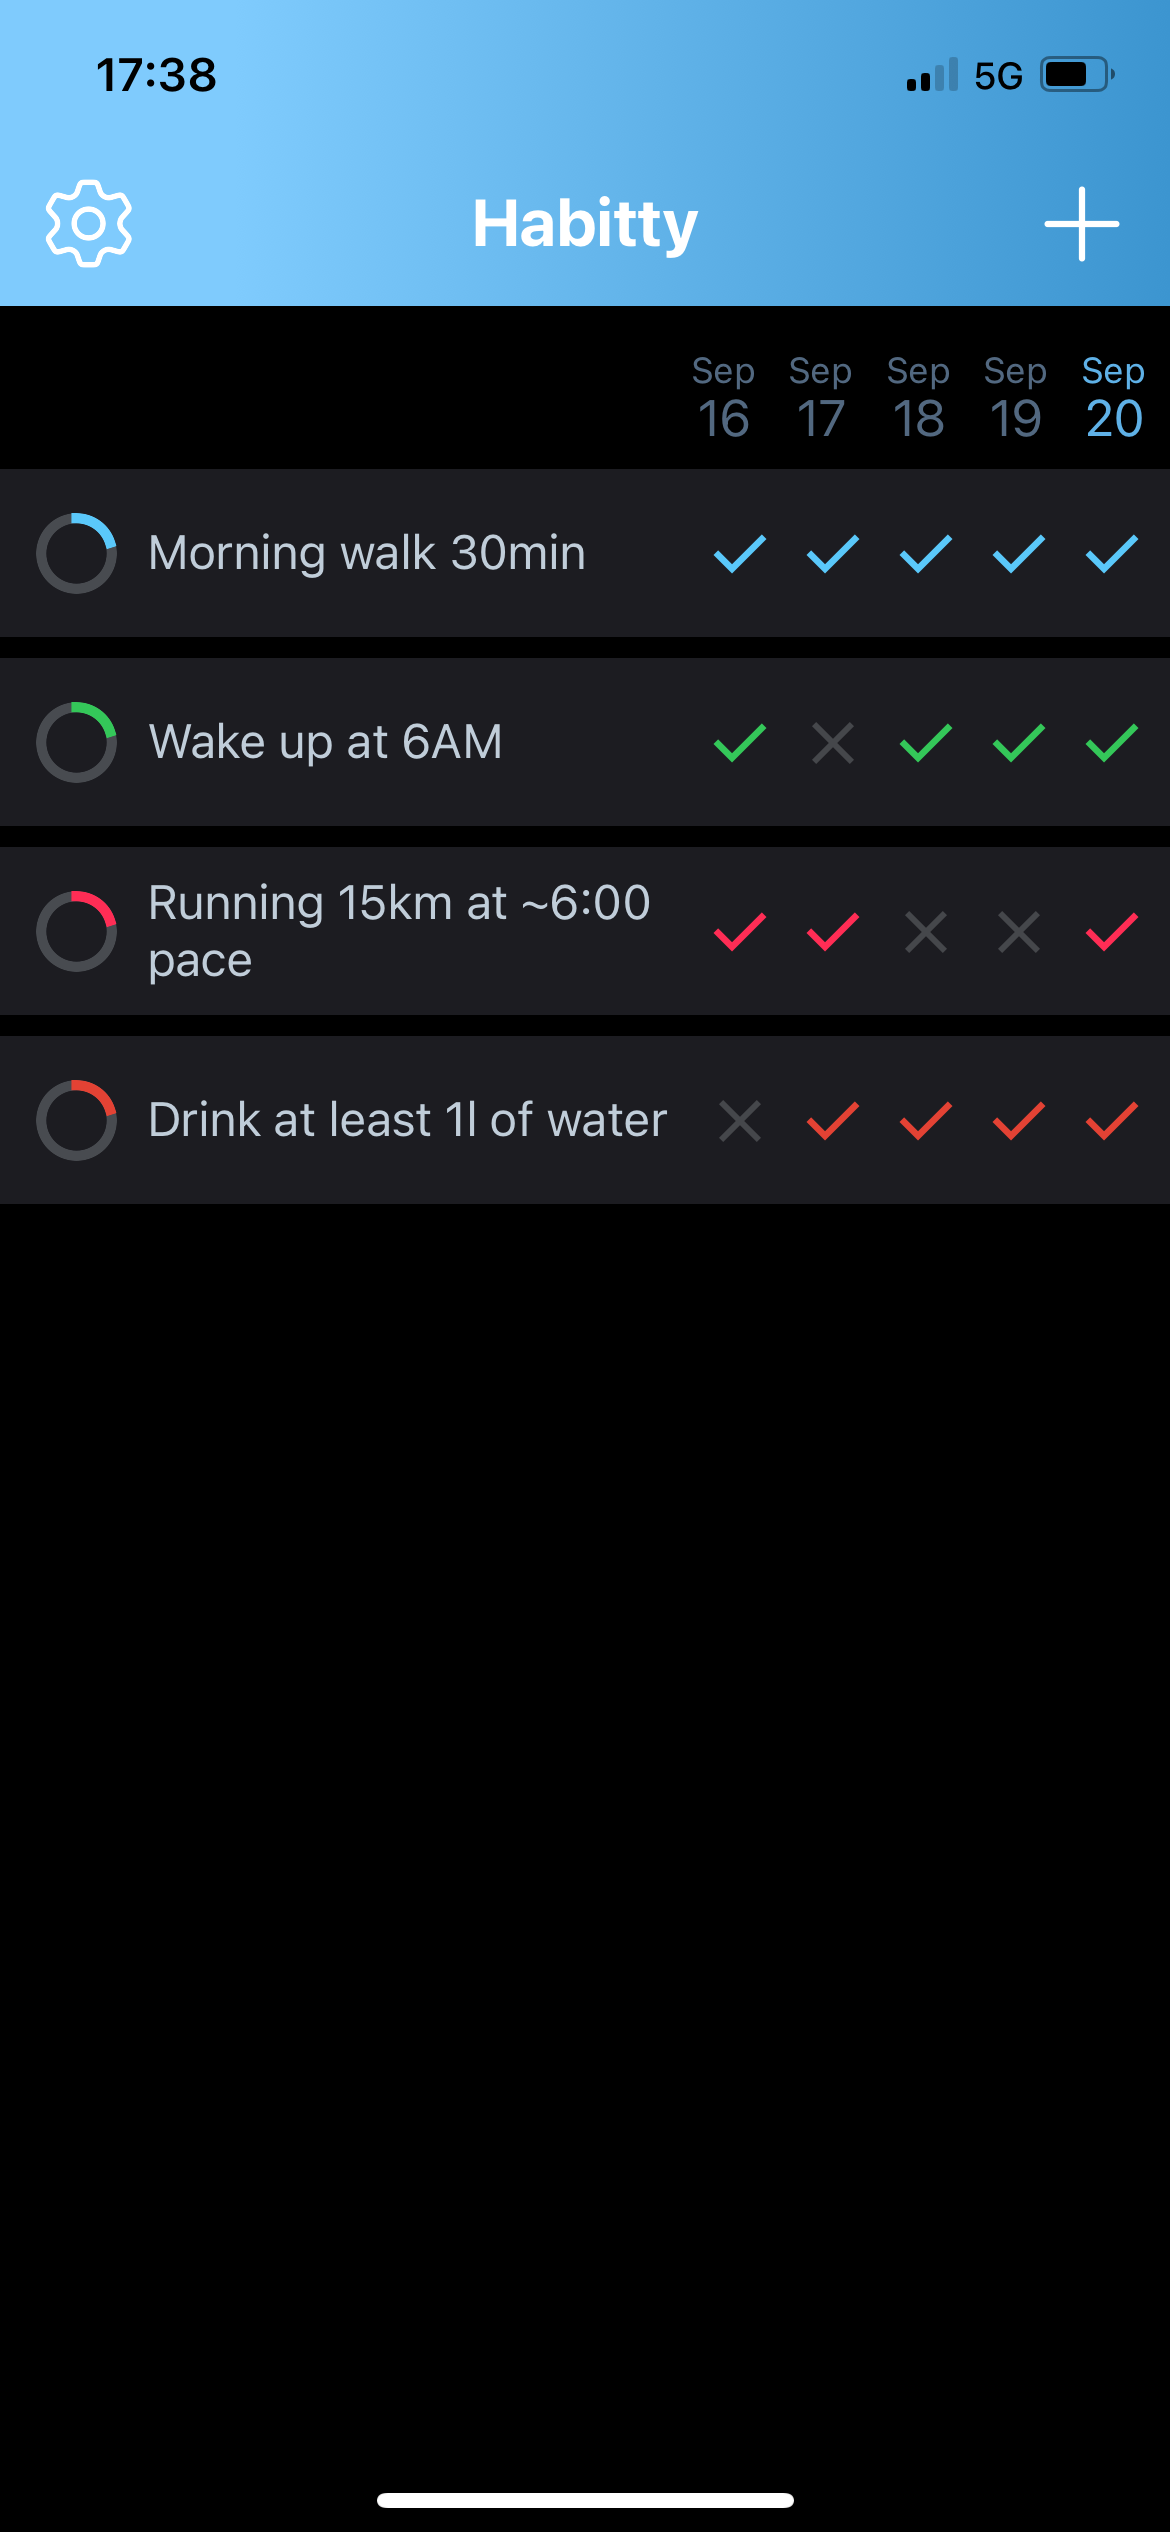 17:38
5G
Habitty
Sep Sep Sep Sep Sep
16 17 18 19 20
Morning walk 30min
Wake up at 6AM
Running 15km at ~6:00
pace
Drink at least 1l of water